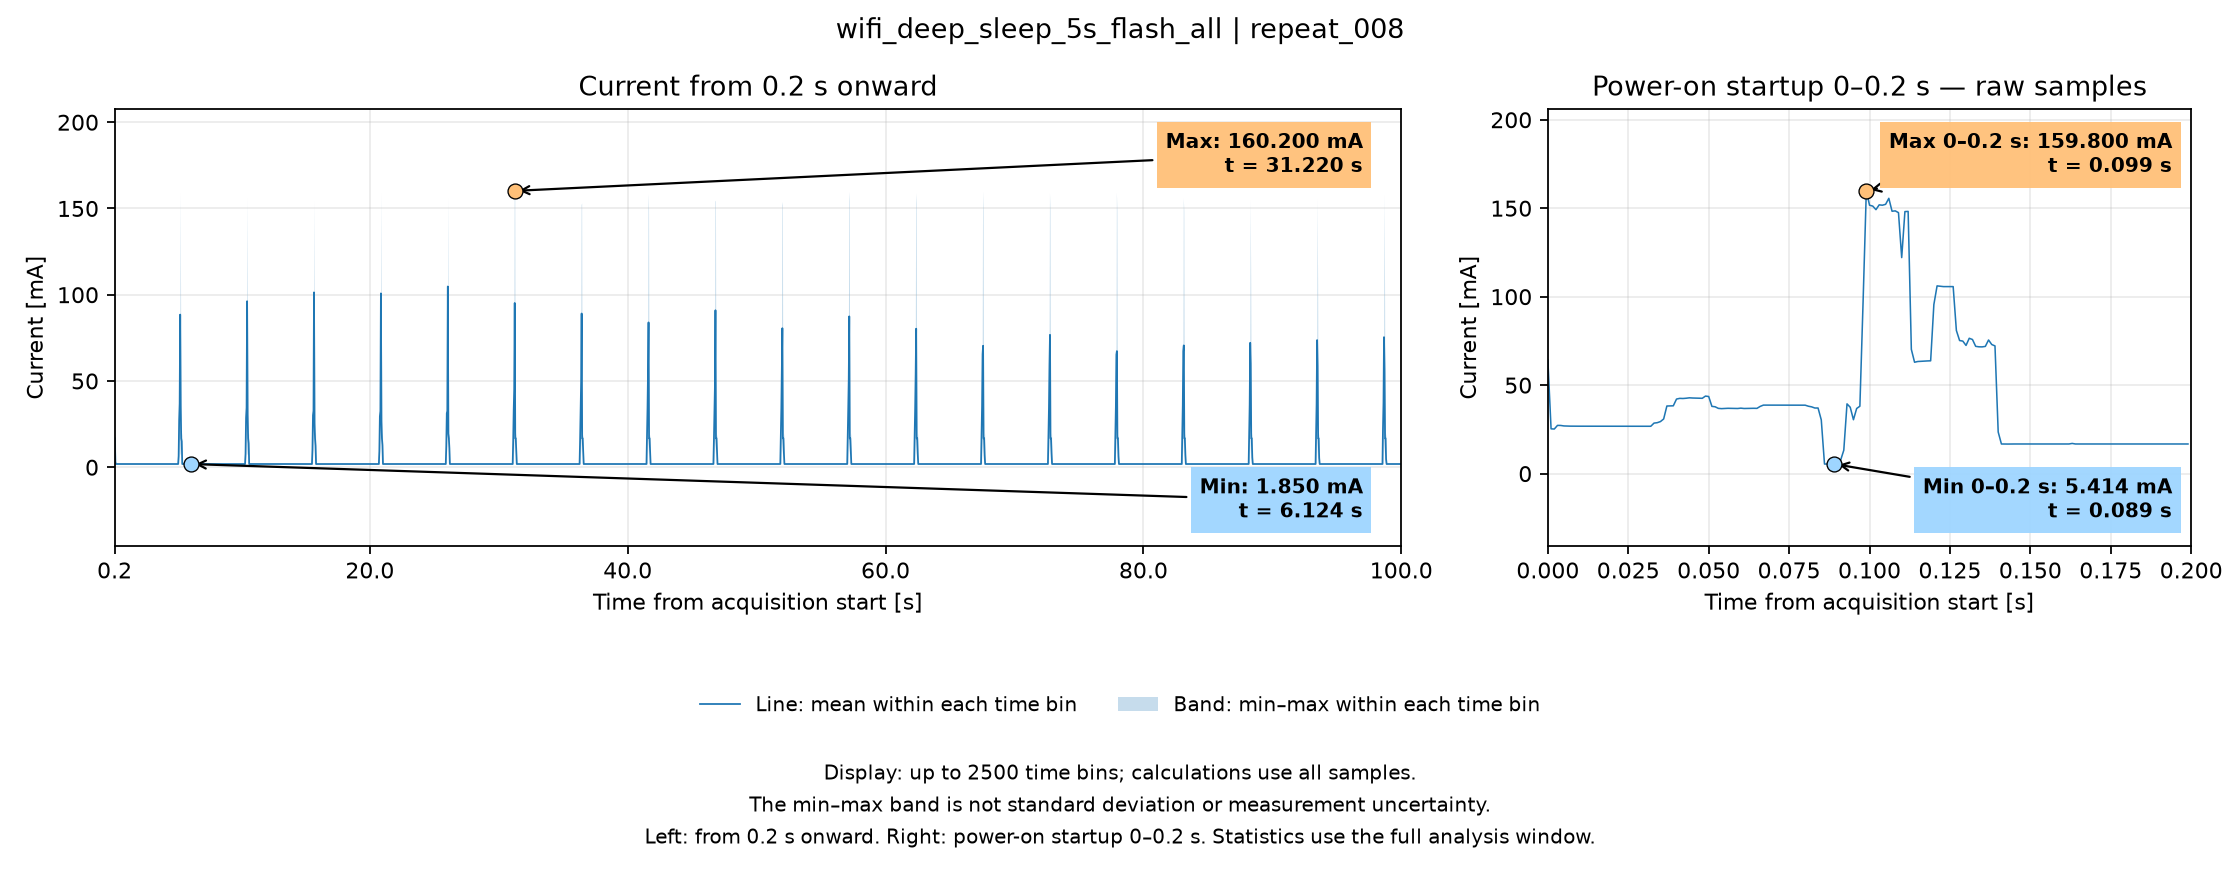 wifi_deep_sleep_5s_flash_all | repeat_008
Current from 0.2 s onward
Current [mA]
200
150
100
50
0
Max: 160.200 mA
t = 31.220 s
Min: 1.850 mA
t = 6.124 s
0.2
20.0
40.0
60.0
80.0
100.0
Time from acquisition start [s]
Power-on startup 0–0.2 s — raw samples
Current [mA]
200
150
100
50
0
Max 0–0.2 s: 159.800 mA
t = 0.099 s
Min 0–0.2 s: 5.414 mA
t = 0.089 s
0.000
0.025
0.050
0.075
0.100
0.125
0.150
0.175
0.200
Time from acquisition start [s]
Line: mean within each time bin
Band: min–max within each time bin
Display: up to 2500 time bins; calculations use all samples.
The min–max band is not standard deviation or measurement uncertainty.
Left: from 0.2 s onward. Right: power-on startup 0–0.2 s. Statistics use the full analysis window.